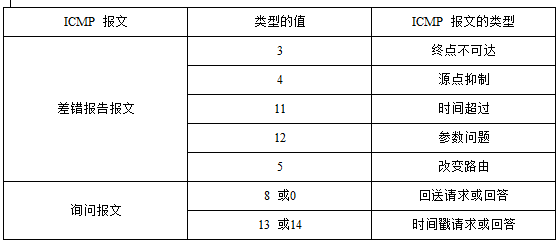 ICMP 报文 类型的值 ICMP 报文的类型
差错报告报文 3 终点不可达
4 源点抑制
11 时间超过
12 参数问题
5 改变路由
询问报文 8 或0 回送请求或回答
13 或14 时间戳请求或回答